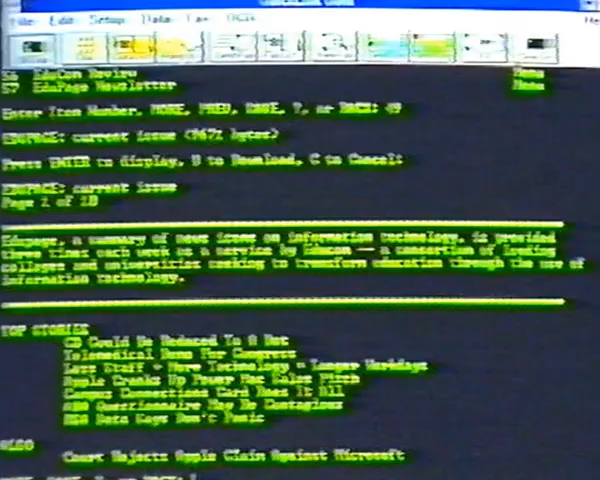 File Edit Setup Data Fax
EduCom Review Menu
57 EduPage Newsletter Menu
Enter Item Number, MORE, PREV, SAVE, ?, or BACK: 49
EDUPAGE: current issue (9671 bytes)
Press ENTER to display, D to Download, C to Cancel:
EDUPAGE: current issue
Page 1 of 10
Edupage, a summary of news items on information technology, is provided
three times each week as a service by Educom -- a consortium of leading
colleges and universities seeking to transform education through the use of
information technology.
TOP STORIES
CD Could Be Reduced To A Dot
Telemedical Demo For Congress
Less Staff + More Technology = Longer Workdays
Apple Cranks Up Power Mac Sales Pitch
Campus Connections Card Does It All
Questionnaire May Be Contagious
Data Guys Don't Panic
ALSO
Court Rejects Apple Claim Against Microsoft